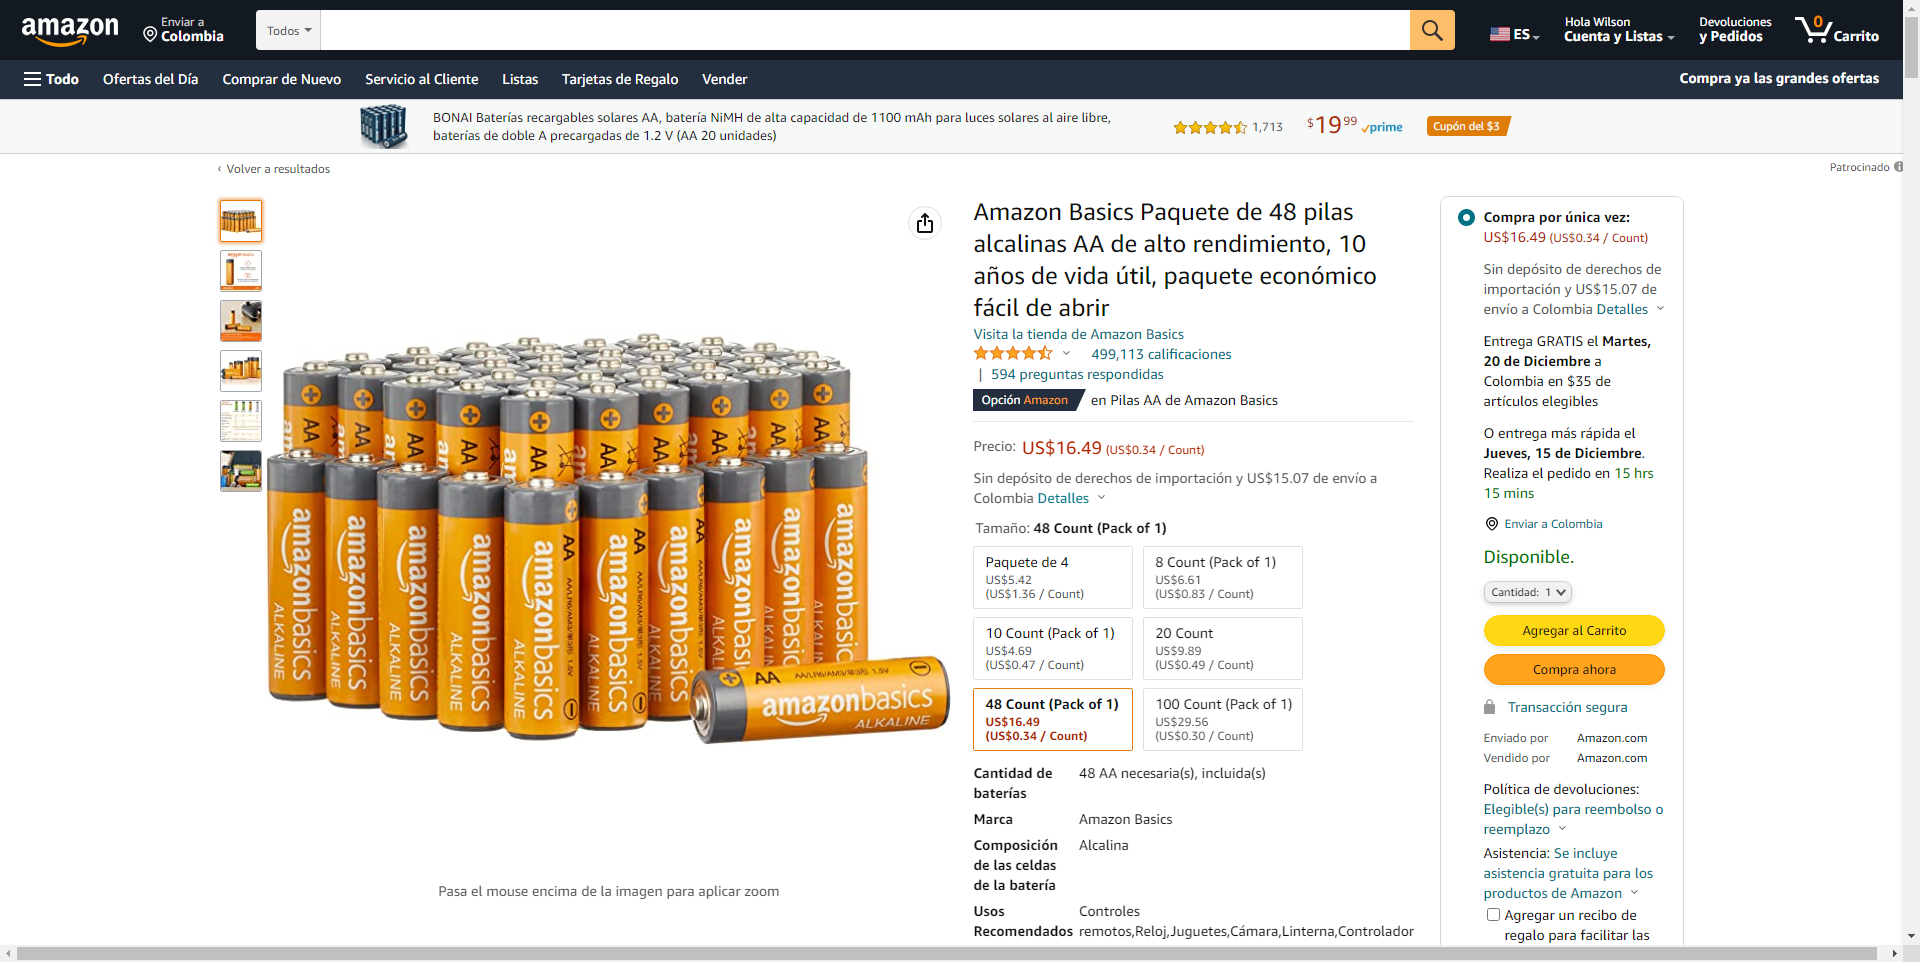 amazon
Enviar a
Colombia
Todos
ES
Hola Wilson
Cuenta y Listas
Devoluciones
y Pedidos
0
Carrito
Todo
Ofertas del Día
Comprar de Nuevo
Servicio al Cliente
Listas
Tarjetas de Regalo
Vender
Compra ya las grandes ofertas
BONAI Baterías recargables solares AA, batería NiMH de alta capacidad de 1100 mAh para luces solares al aire libre,
baterías de doble A precargadas de 1.2 V (AA 20 unidades)
1,713
$19.99 prime
Cupón del $3
‹ Volver a resultados
Patrocinado
Amazon Basics Paquete de 48 pilas
alcalinas AA de alto rendimiento, 10
años de vida útil, paquete económico
fácil de abrir
Visita la tienda de Amazon Basics
499,113 calificaciones
| 594 preguntas respondidas
Opción Amazon en Pilas AA de Amazon Basics
Precio: US$16.49 (US$0.34 / Count)
Sin depósito de derechos de importación y US$15.07 de envío a
Colombia Detalles
Tamaño: 48 Count (Pack of 1)
Paquete de 4
US$5.42
(US$1.36 / Count)
8 Count (Pack of 1)
US$6.61
(US$0.83 / Count)
10 Count (Pack of 1)
US$4.69
(US$0.47 / Count)
20 Count
US$9.89
(US$0.49 / Count)
48 Count (Pack of 1)
US$16.49
(US$0.34 / Count)
100 Count (Pack of 1)
US$29.56
(US$0.30 / Count)
Cantidad de
baterías
48 AA necesaria(s), incluida(s)
Marca
Amazon Basics
Composición
de las celdas
de la batería
Alcalina
Usos
Recomendados
Controles
remotos,Reloj,Juguetes,Cámara,Linterna,Controlador
AA
amazonbasics
ALKALINE
Pasa el mouse encima de la imagen para aplicar zoom
Compra por única vez:
US$16.49 (US$0.34 / Count)
Sin depósito de derechos de
importación y US$15.07 de
envío a Colombia Detalles
Entrega GRATIS el Martes,
20 de Diciembre a
Colombia en $35 de
artículos elegibles
O entrega más rápida el
Jueves, 15 de Diciembre.
Realiza el pedido en 15 hrs
15 mins
Enviar a Colombia
Disponible.
Cantidad: 1
Agregar al Carrito
Compra ahora
Transacción segura
Enviado por Amazon.com
Vendido por Amazon.com
Política de devoluciones:
Elegible(s) para reembolso o
reemplazo
Asistencia: Se incluye
asistencia gratuita para los
productos de Amazon
Agregar un recibo de
regalo para facilitar las